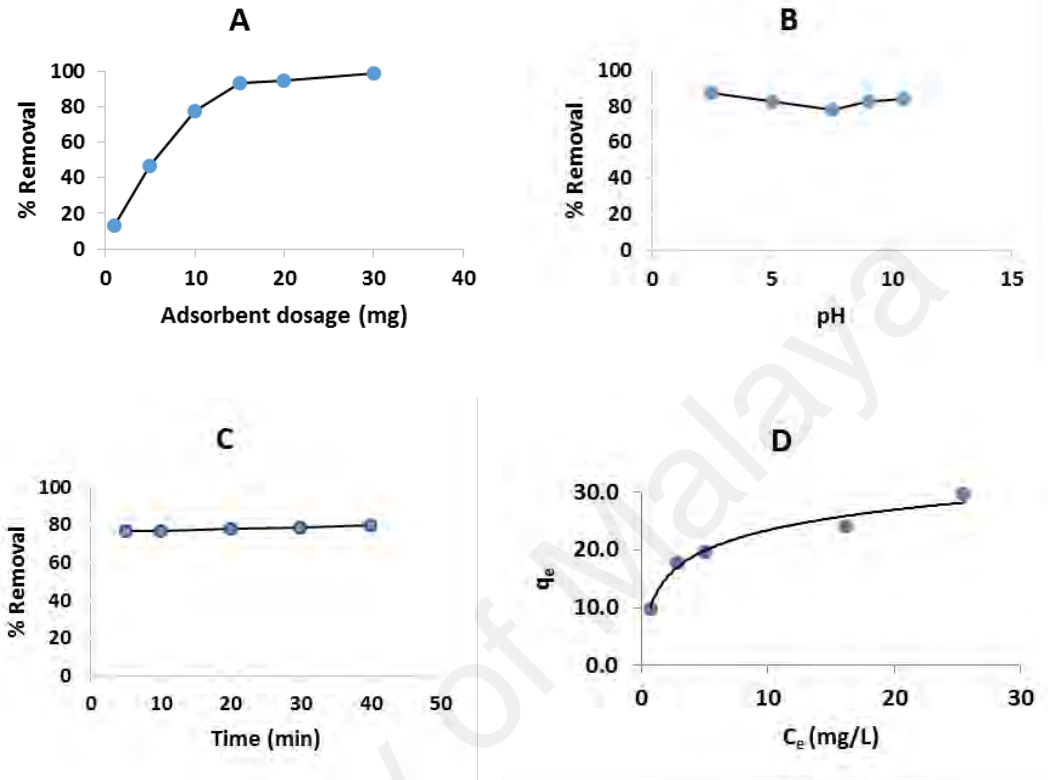 A
% Removal
100
80
60
40
20
0
0 10 20 30 40
Adsorbent dosage (mg)
B
% Removal
100
80
60
40
20
0
0 5 10 15
pH
C
% Removal
100
80
60
40
20
0
0 10 20 30 40 50
Time (min)
D
qe
30.0
20.0
10.0
0.0
0 10 20 30
Ce (mg/L)
of Malaya